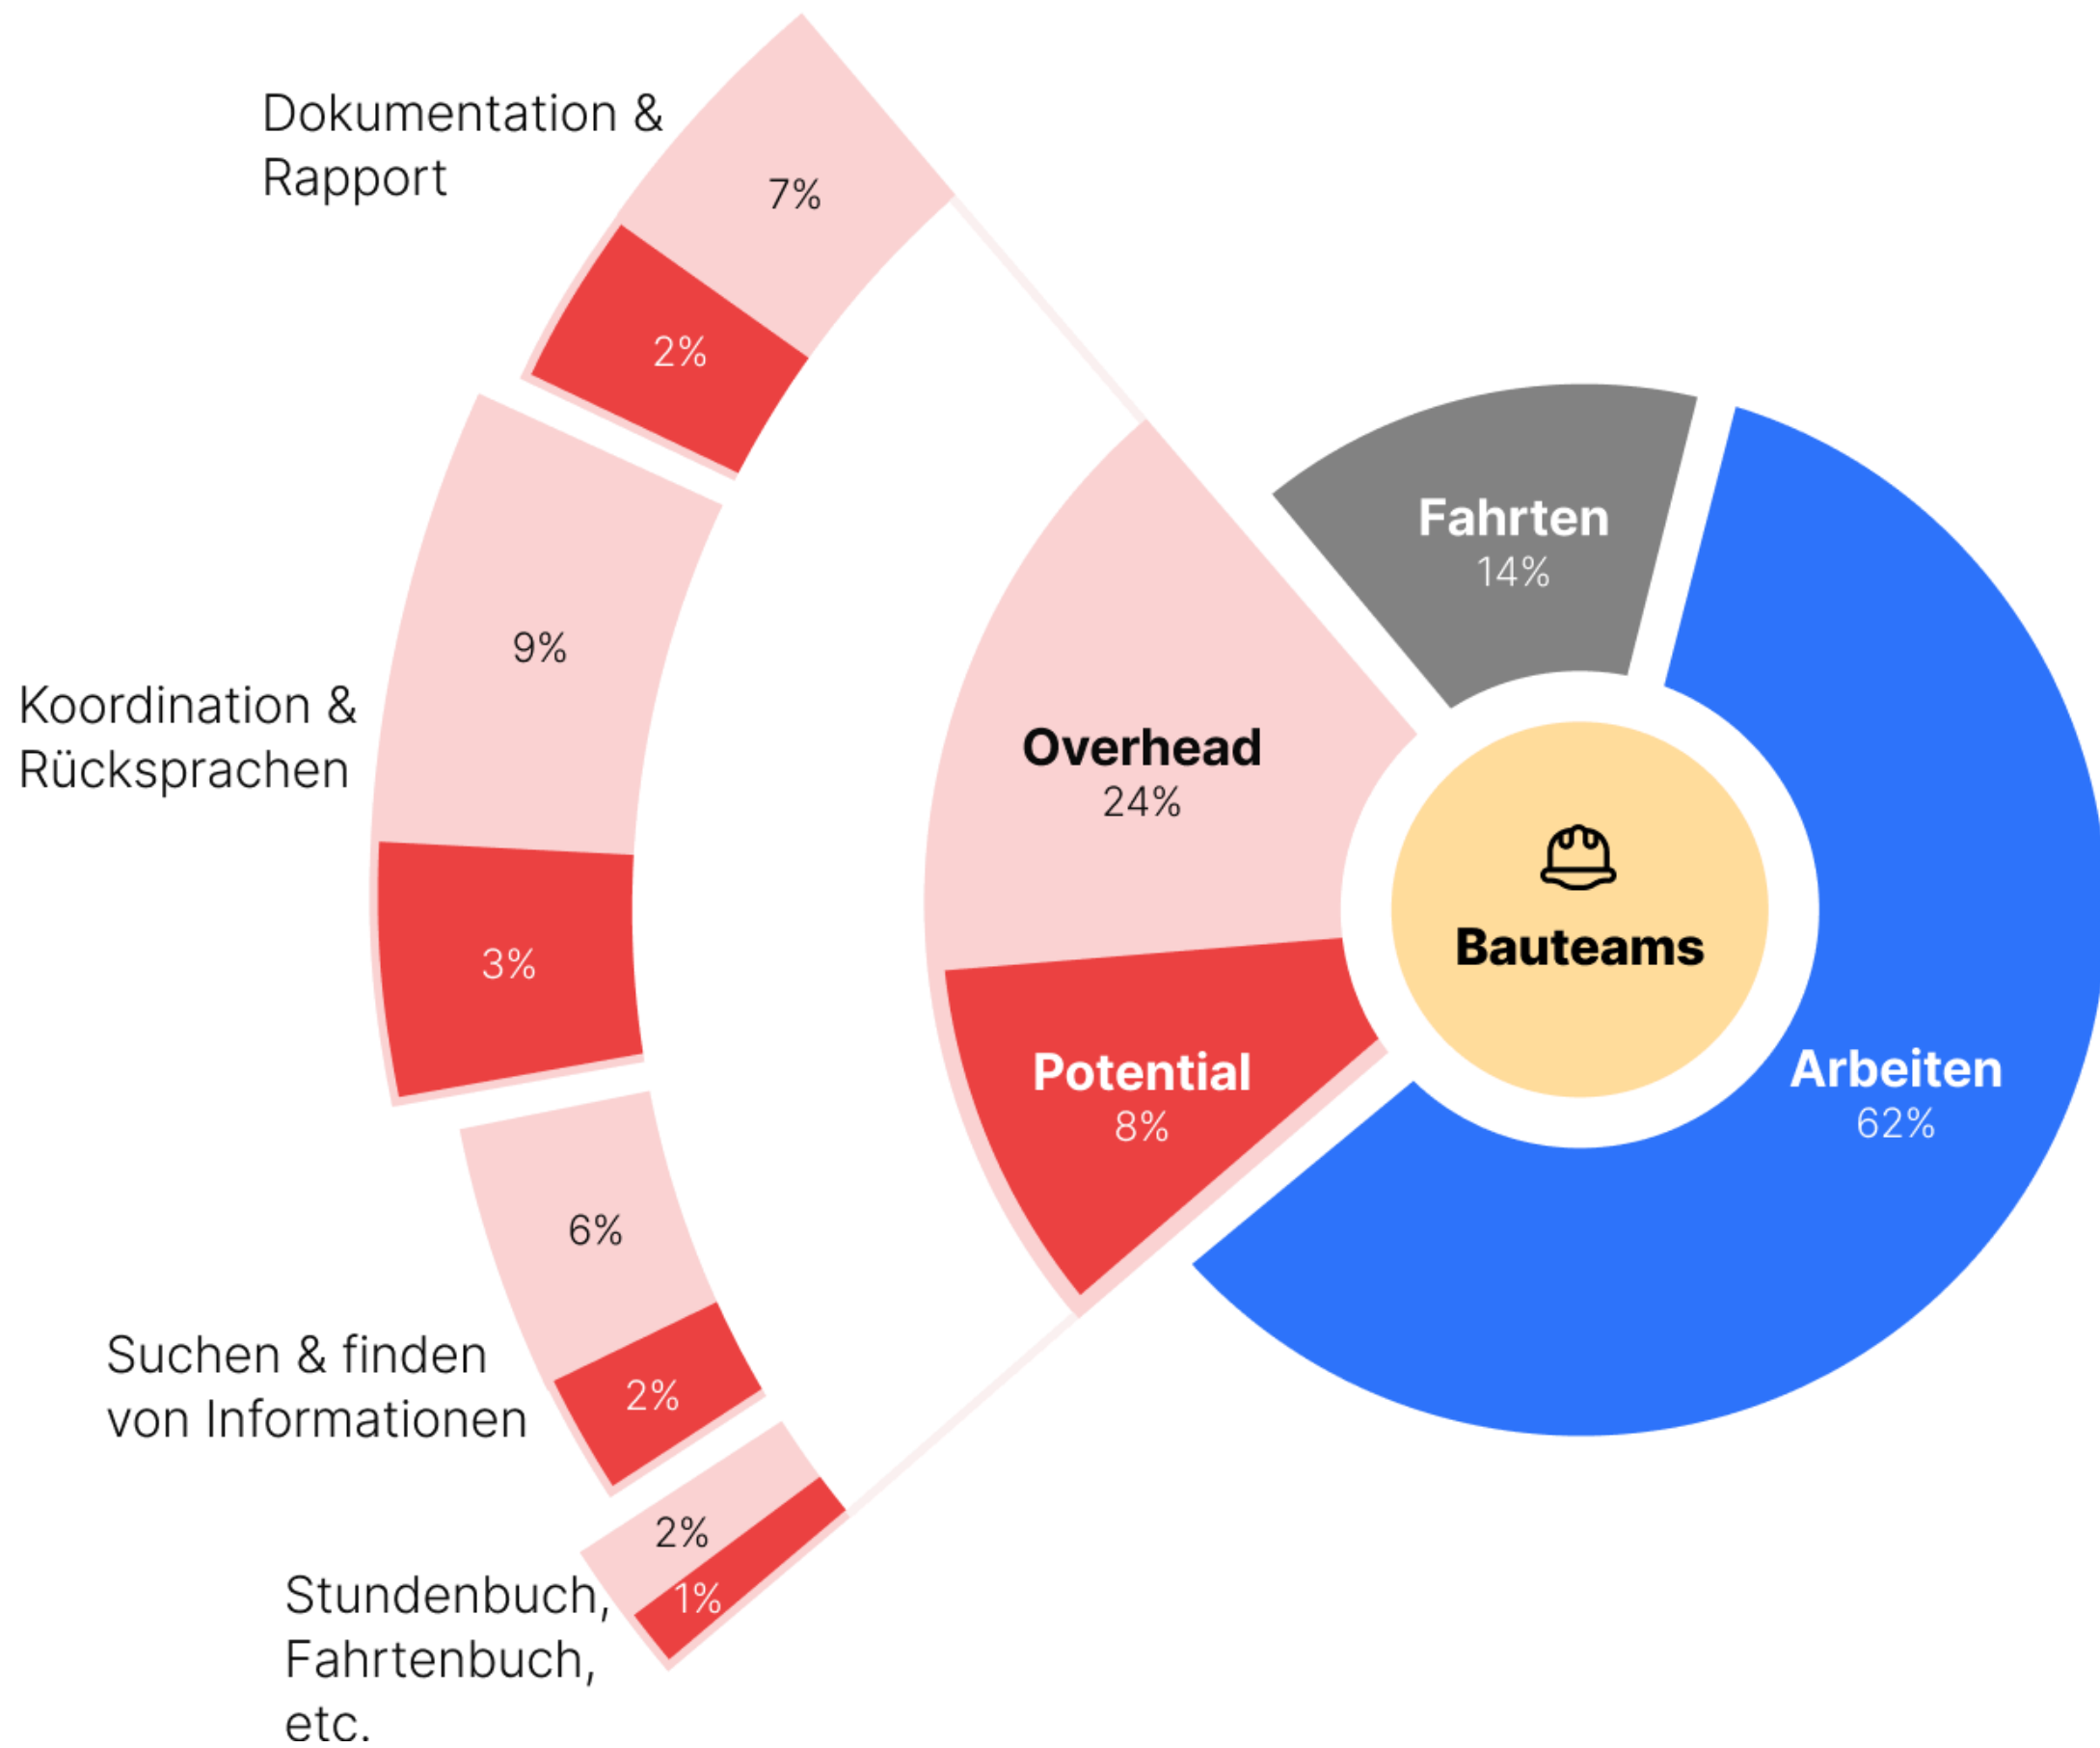 Dokumentation &
Rapport
7%
2%
Koordination &
Rücksprachen
9%
3%
Suchen & finden
von Informationen
6%
2%
Stundenbuch,
Fahrtenbuch,
etc.
2%
1%
Overhead
24%
Potential
8%
Fahrten
14%
Bauteams
Arbeiten
62%